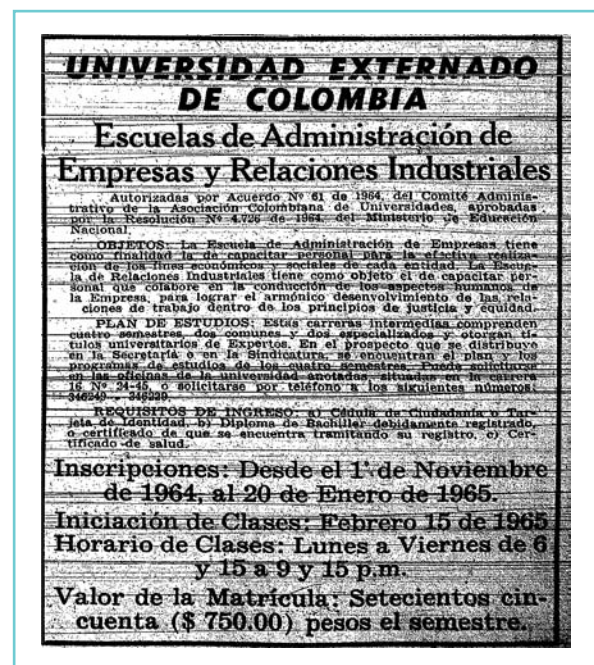 UNIVERSIDAD EXTERNADO
DE COLOMBIA
Escuelas de Administración de
Empresas y Relaciones Industriales
Autorizadas por Acuerdo Nº 61 de 1964, del Comité Adminis-
trativo de la Asociación Colombiana de Universidades, aprobadas
por la Resolución Nº 4.726 de 1964, del Ministerio de Educación
Nacional.
OBJETOS: La Escuela de Administración de Empresas tiene
como finalidad la de capacitar personal para la efectiva realiza-
ción de los fines económicos y sociales de cada entidad. La Escue-
la de Relaciones Industriales tiene como objeto el de capacitar per-
sonal que colabore en la conducción de los aspectos humanos de
la Empresa, para lograr el armónico desenvolvimiento de las rela-
ciones de trabajo dentro de los principios de justicia y equidad.
PLAN DE ESTUDIOS: Estas carreras intermedias comprenden
cuatro semestres, dos comunes y dos especializados y otorgan tí-
tulos universitarios de Expertos. En el prospecto que se distribuye
en la Secretaría o en la Sindicatura, se encuentran el plan y los
programas de estudios de los cuatro semestres. Puede solicitarse
en las oficinas de la universidad anotadas, situadas en la carrera
16 Nº 24-45, o solicitarse por teléfono a los siguientes números:
346249 - 346239.
REQUISITOS DE INGRESO: a) Cédula de Ciudadanía o Tar-
jeta de Identidad, b) Diploma de Bachiller debidamente registrado,
o certificado de que se encuentra tramitando su registro, c) Cer-
tificado de salud.
Inscripciones: Desde el 1º de Noviembre
de 1964, al 20 de Enero de 1965.
Iniciación de Clases: Febrero 15 de 1965
Horario de Clases: Lunes a Viernes de 6
y 15 a 9 y 15 p.m.
Valor de la Matrícula: Setecientos cin-
cuenta ($ 750.00) pesos el semestre.